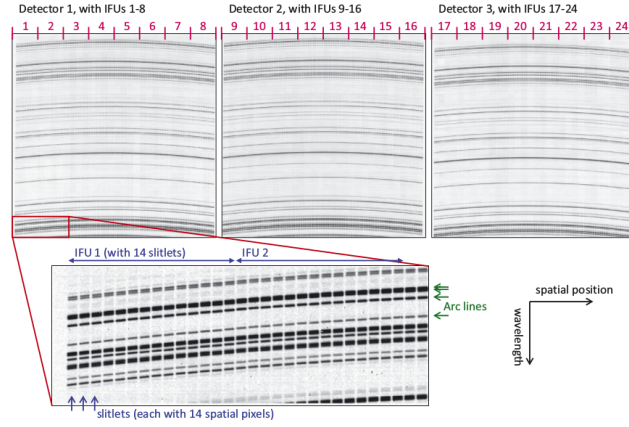 Detector 1, with IFUs 1-8
Detector 2, with IFUs 9-16
Detector 3, with IFUs 17-24
1 2 3 4 5 6 7 8
9 10 11 12 13 14 15 16
17 18 19 20 21 22 23 24
IFU 1 (with 14 slitlets)
IFU 2
Arc lines
spatial position
wavelength
slitlets (each with 14 spatial pixels)